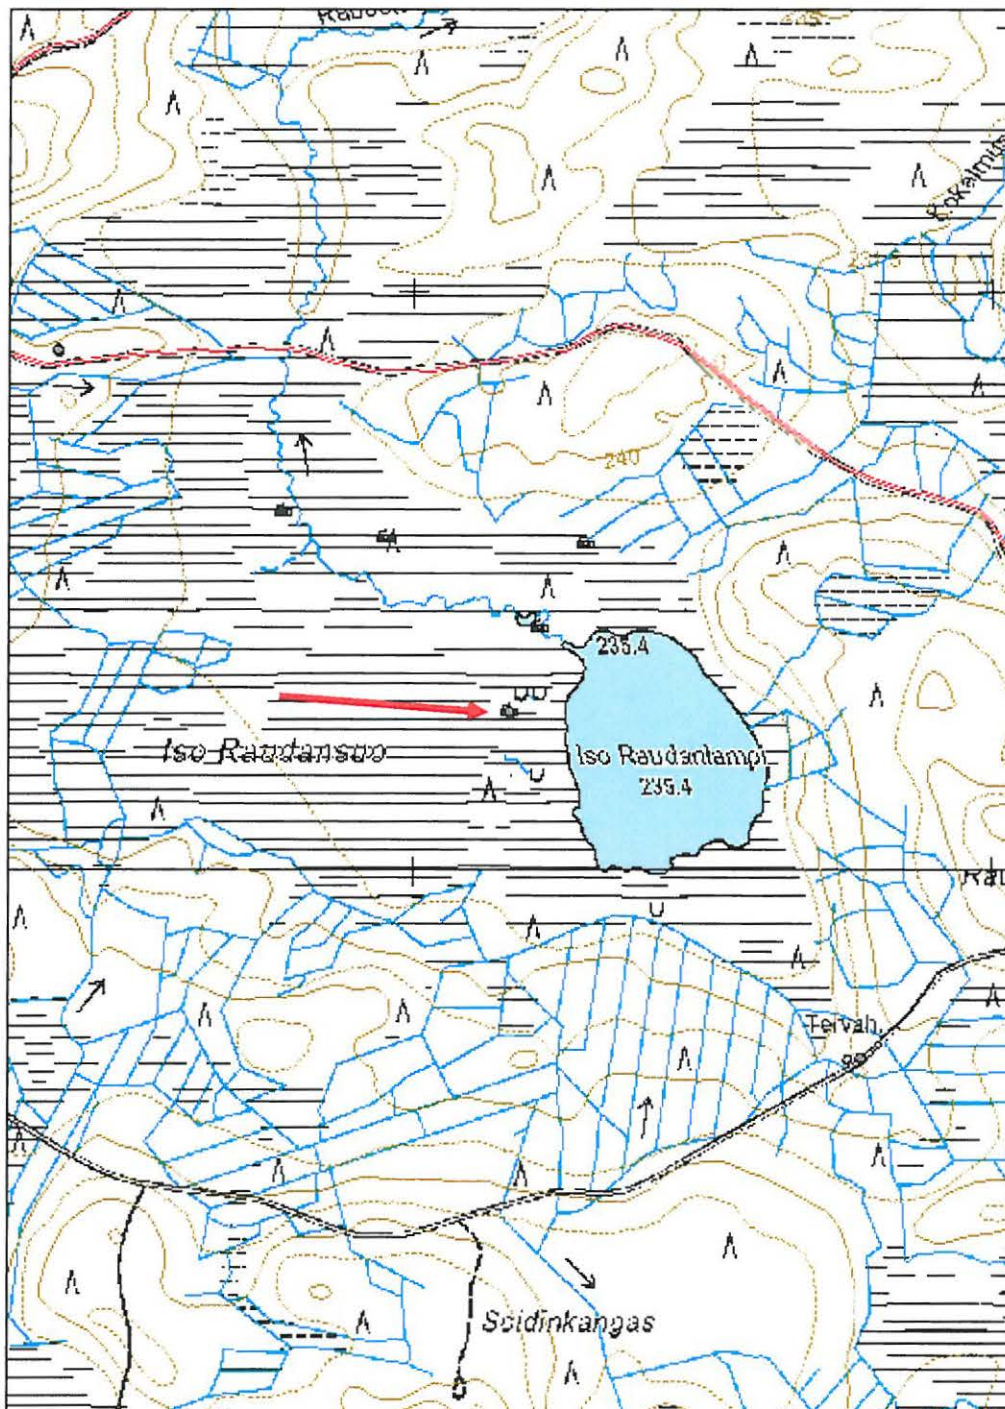 240
235.4
Iso Raudansuo
Iso Raudanlampi
235.4
Tervah.
Soidinkangas